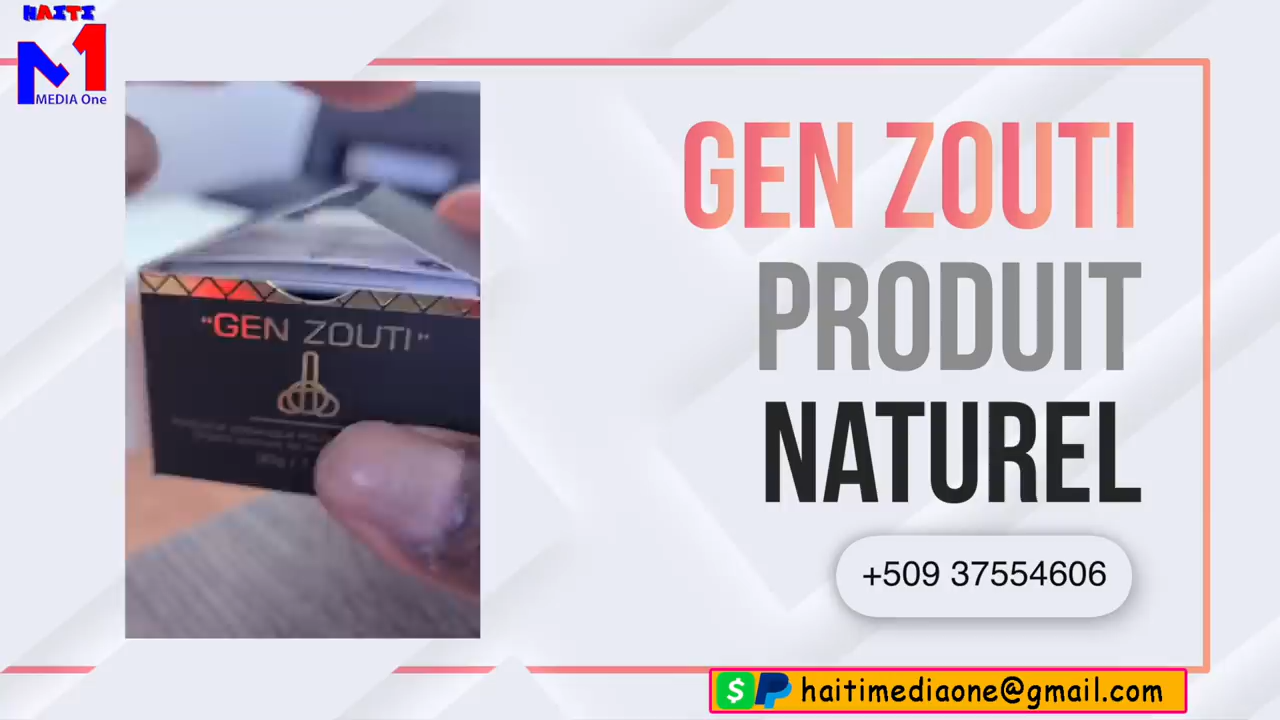 HAITI
M1
MEDIA One
GEN ZOUTI
PRODUIT
NATUREL
"GEN ZOUTI"
+509 37554606
haitimediaone@gmail.com